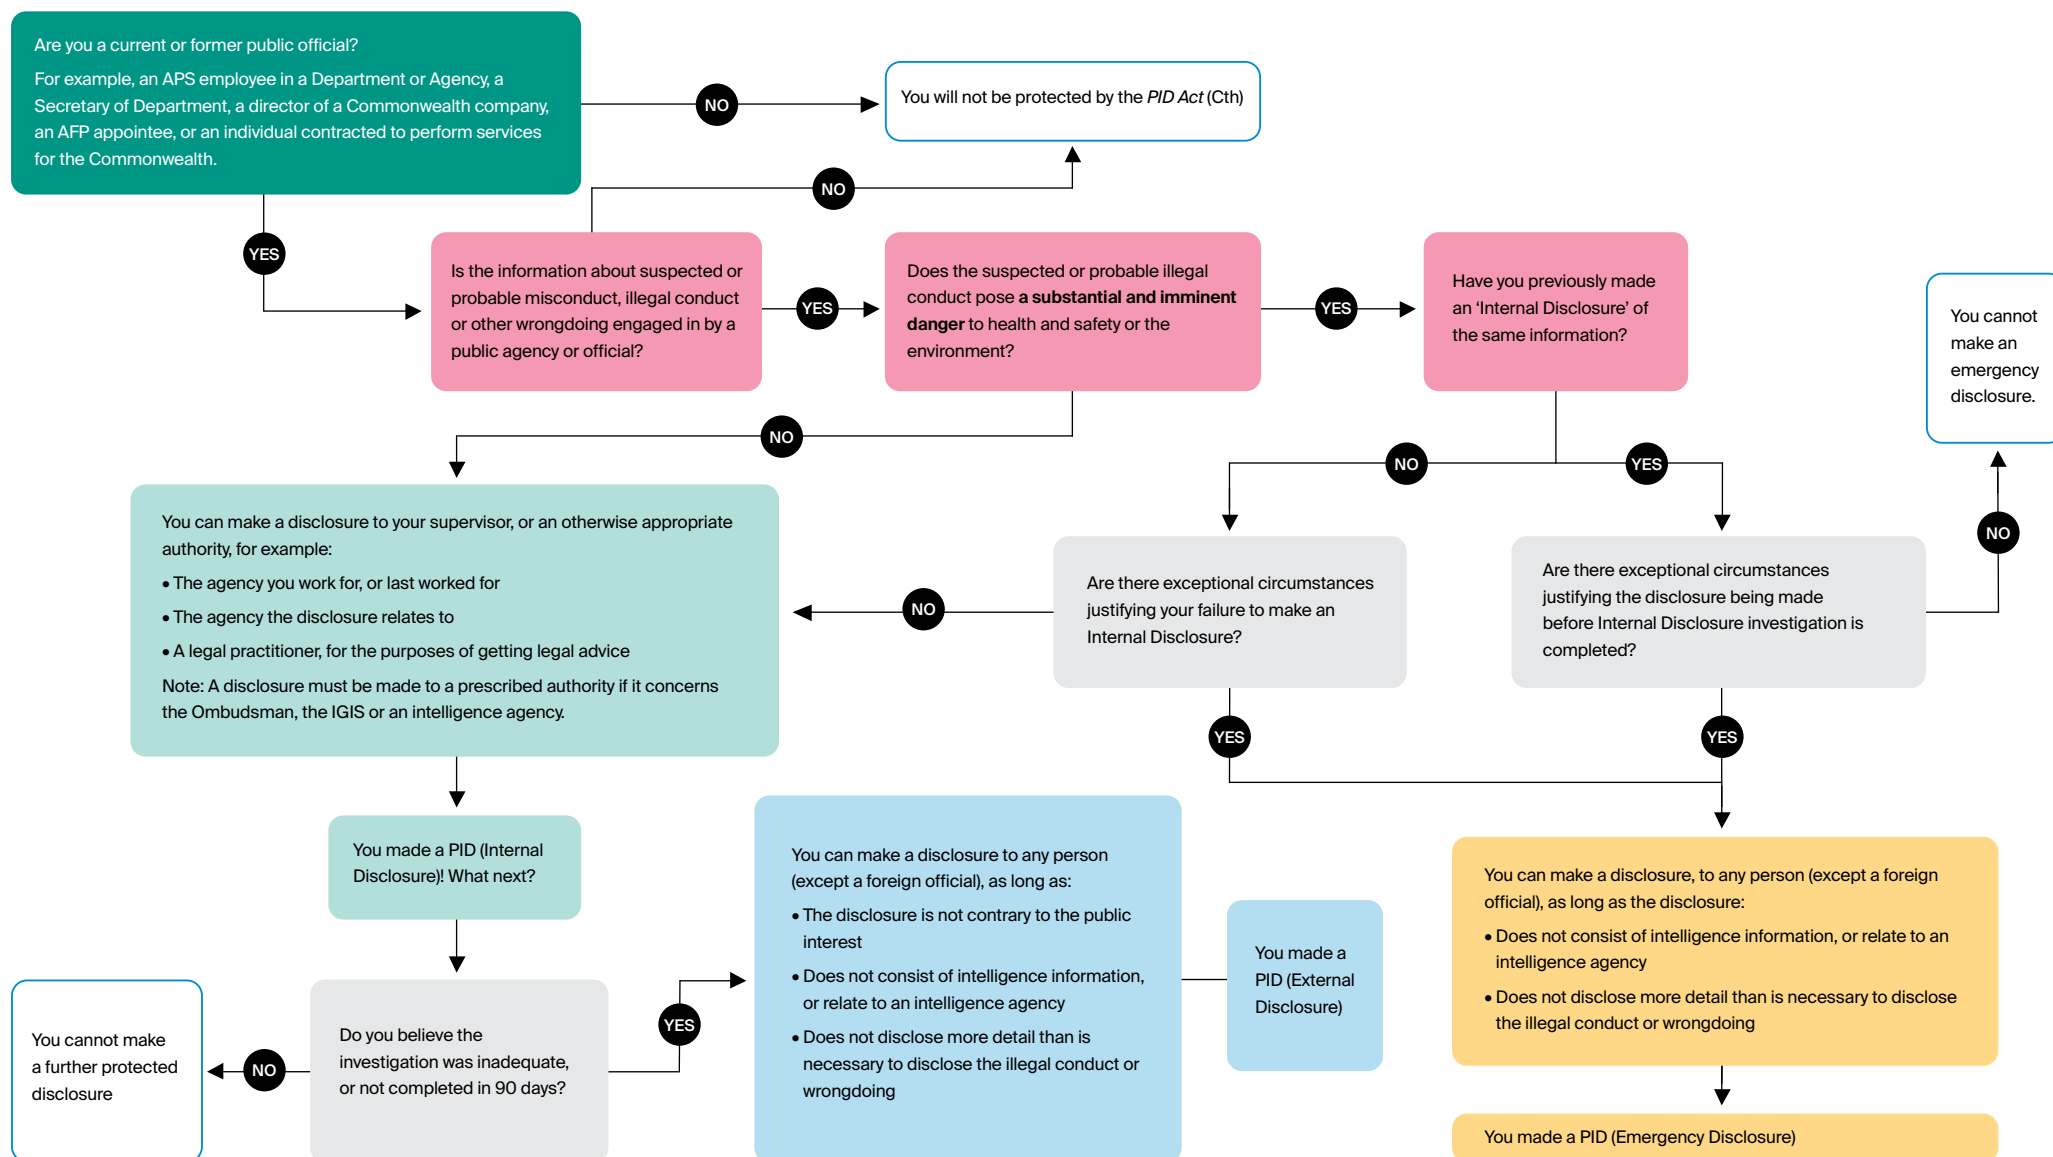 Are you a current or former public official?
For example, an APS employee in a Department or Agency, a
Secretary of Department, a director of a Commonwealth company,
an AFP appointee, or an individual contracted to perform services
for the Commonwealth.
NO
You will not be protected by the PID Act (Cth)
NO
YES
Is the information about suspected or
probable misconduct, illegal conduct
or other wrongdoing engaged in by a
public agency or official?
YES
Does the suspected or probable illegal
conduct pose a substantial and imminent
danger to health and safety or the
environment?
YES
Have you previously made
an ‘Internal Disclosure’ of
the same information?
You cannot
make an
emergency
disclosure.
NO
NO
YES
NO
You can make a disclosure to your supervisor, or an otherwise appropriate
authority, for example:
• The agency you work for, or last worked for
• The agency the disclosure relates to
• A legal practitioner, for the purposes of getting legal advice
Note: A disclosure must be made to a prescribed authority if it concerns
the Ombudsman, the IGIS or an intelligence agency.
NO
Are there exceptional circumstances
justifying your failure to make an
Internal Disclosure?
Are there exceptional circumstances
justifying the disclosure being made
before Internal Disclosure investigation is
completed?
YES
YES
You made a PID (Internal
Disclosure)! What next?
You can make a disclosure to any person
(except a foreign official), as long as:
• The disclosure is not contrary to the public
interest
• Does not consist of intelligence information,
or relate to an intelligence agency
• Does not disclose more detail than is
necessary to disclose the illegal conduct or
wrongdoing
You made a
PID (External
Disclosure)
You can make a disclosure, to any person (except a foreign
official), as long as the disclosure:
• Does not consist of intelligence information, or relate to an
intelligence agency
• Does not disclose more detail than is necessary to disclose
the illegal conduct or wrongdoing
You cannot make
a further protected
disclosure
NO
Do you believe the
investigation was inadequate,
or not completed in 90 days?
YES
You made a PID (Emergency Disclosure)